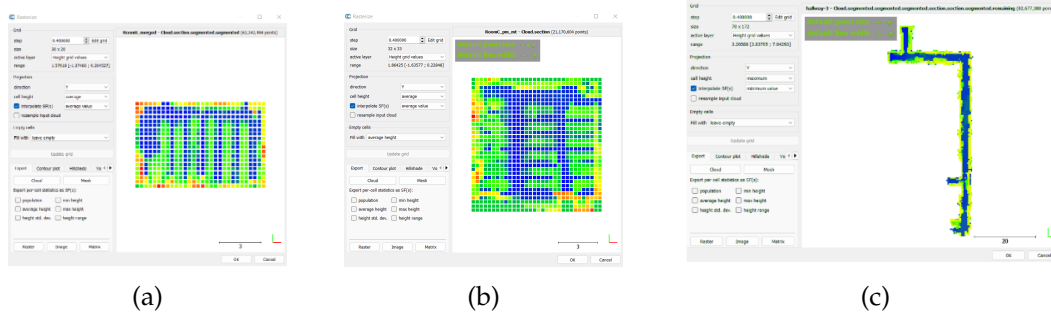 Rasterize
RoomB_merged - Cloud.segmented.segmented
Grid
step 0.400000 Edit grid
size
active layer Height grid values
range
Projection
direction Y
cell height average
interpolate SF(s) average value
resample input cloud
Empty cells
Fill with leave empty
Update grid
Export Contour plot Hillshade
Cloud Mesh
Export per-cell statistics as SF(s):
population min height
average height max height
height std. dev. height range
Raster Image Matrix
3
OK Cancel
(a)
Rasterize
Grid
step 0.400000 Edit grid
active layer Height grid values
range
Projection
direction Y
cell height average
interpolate SF(s) average value
resample input cloud
Empty cells
Fill with average height
Update grid
Export Contour plot Hillshade
Cloud Mesh
Export per-cell statistics as SF(s):
population min height
average height max height
height std. dev. height range
Raster Image Matrix
3
OK Cancel
(b)
Grid
step 0.400000 Edit grid
size 70 x 172
active layer Height grid values
range
Projection
direction Y
cell height maximum
interpolate SF(s) minimum value
resample input cloud
Empty cells
Fill with leave empty
Update grid
Export Contour plot Hillshade
Cloud Mesh
Export per-cell statistics as SF(s):
population min height
average height max height
height std. dev. height range
Raster Image Matrix
20
OK Cancel
(c)